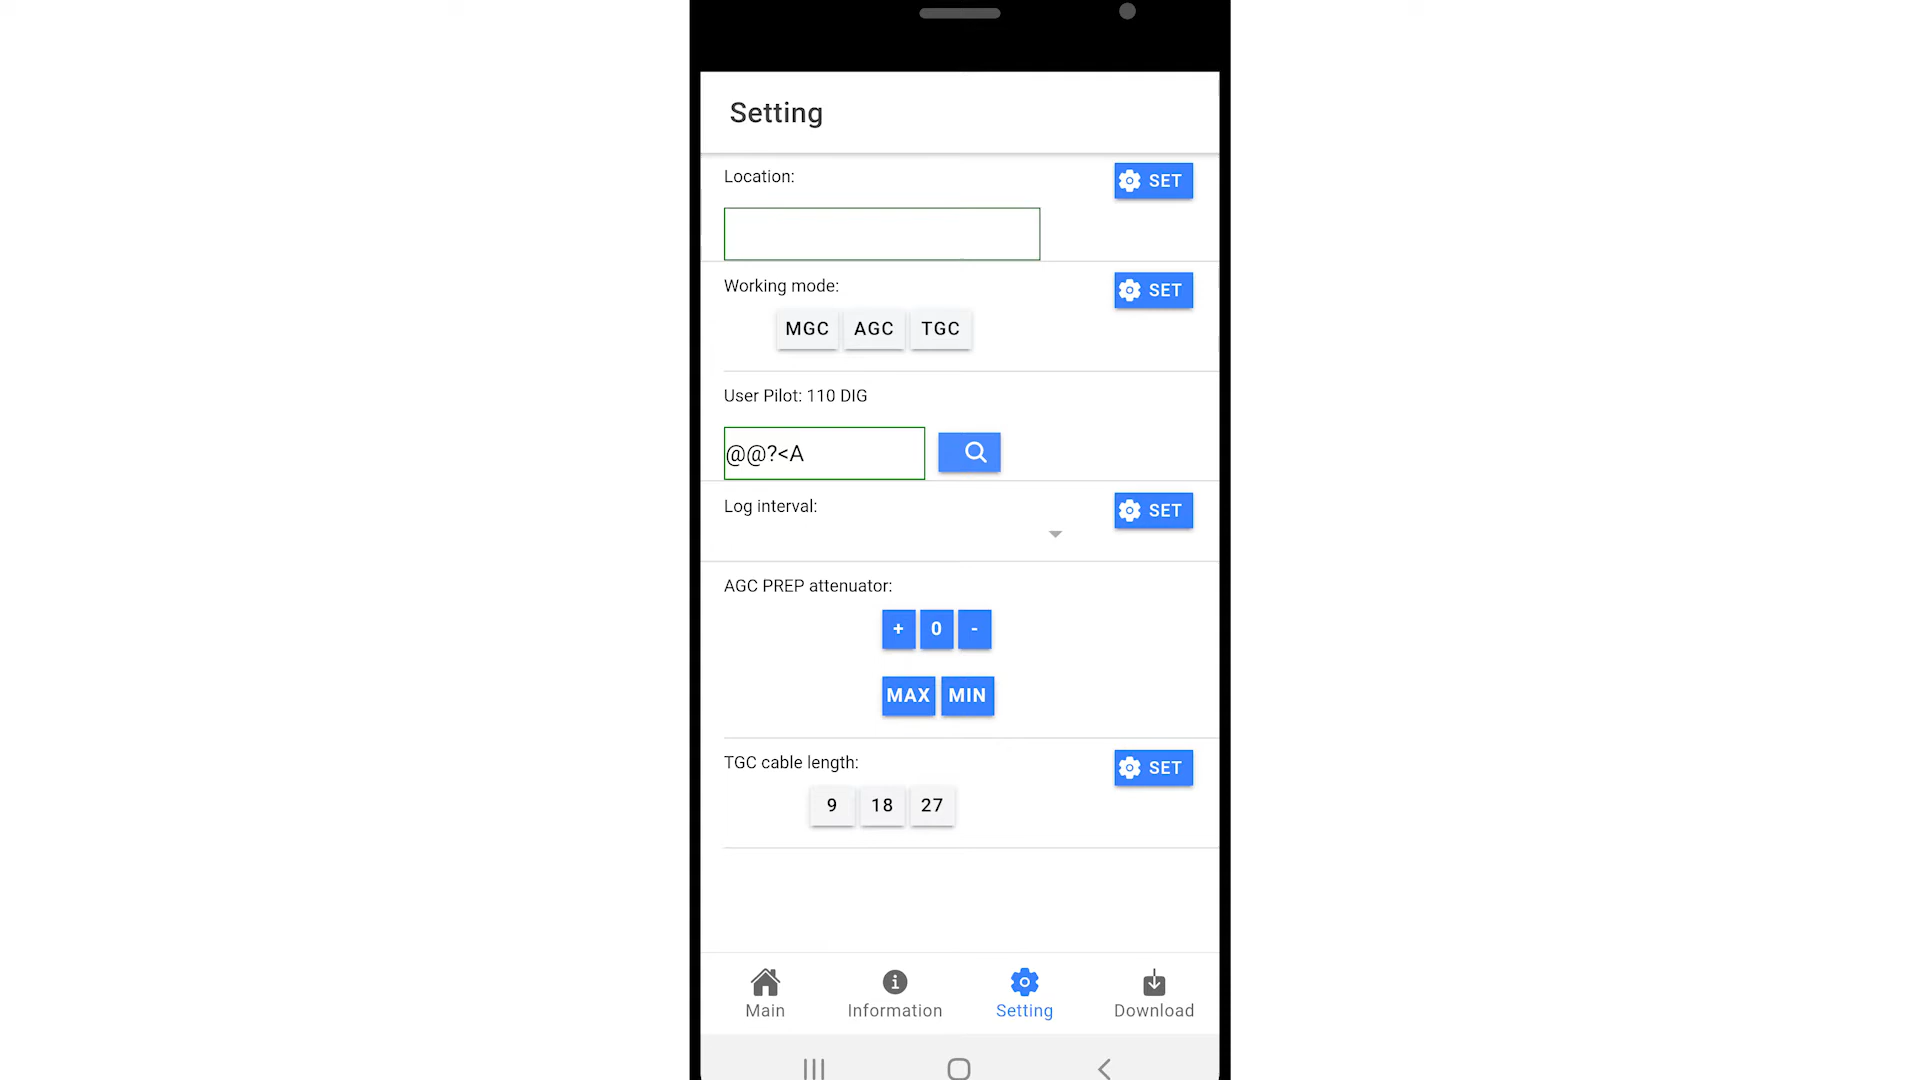 Setting
Location:
SET
Working mode:
SET
MGC AGC TGC
User Pilot: 110 DIG
@@?<A
Log interval:
SET
AGC PREP attenuator:
+ 0 -
MAX MIN
TGC cable length:
SET
9 18 27
Main Information Setting Download